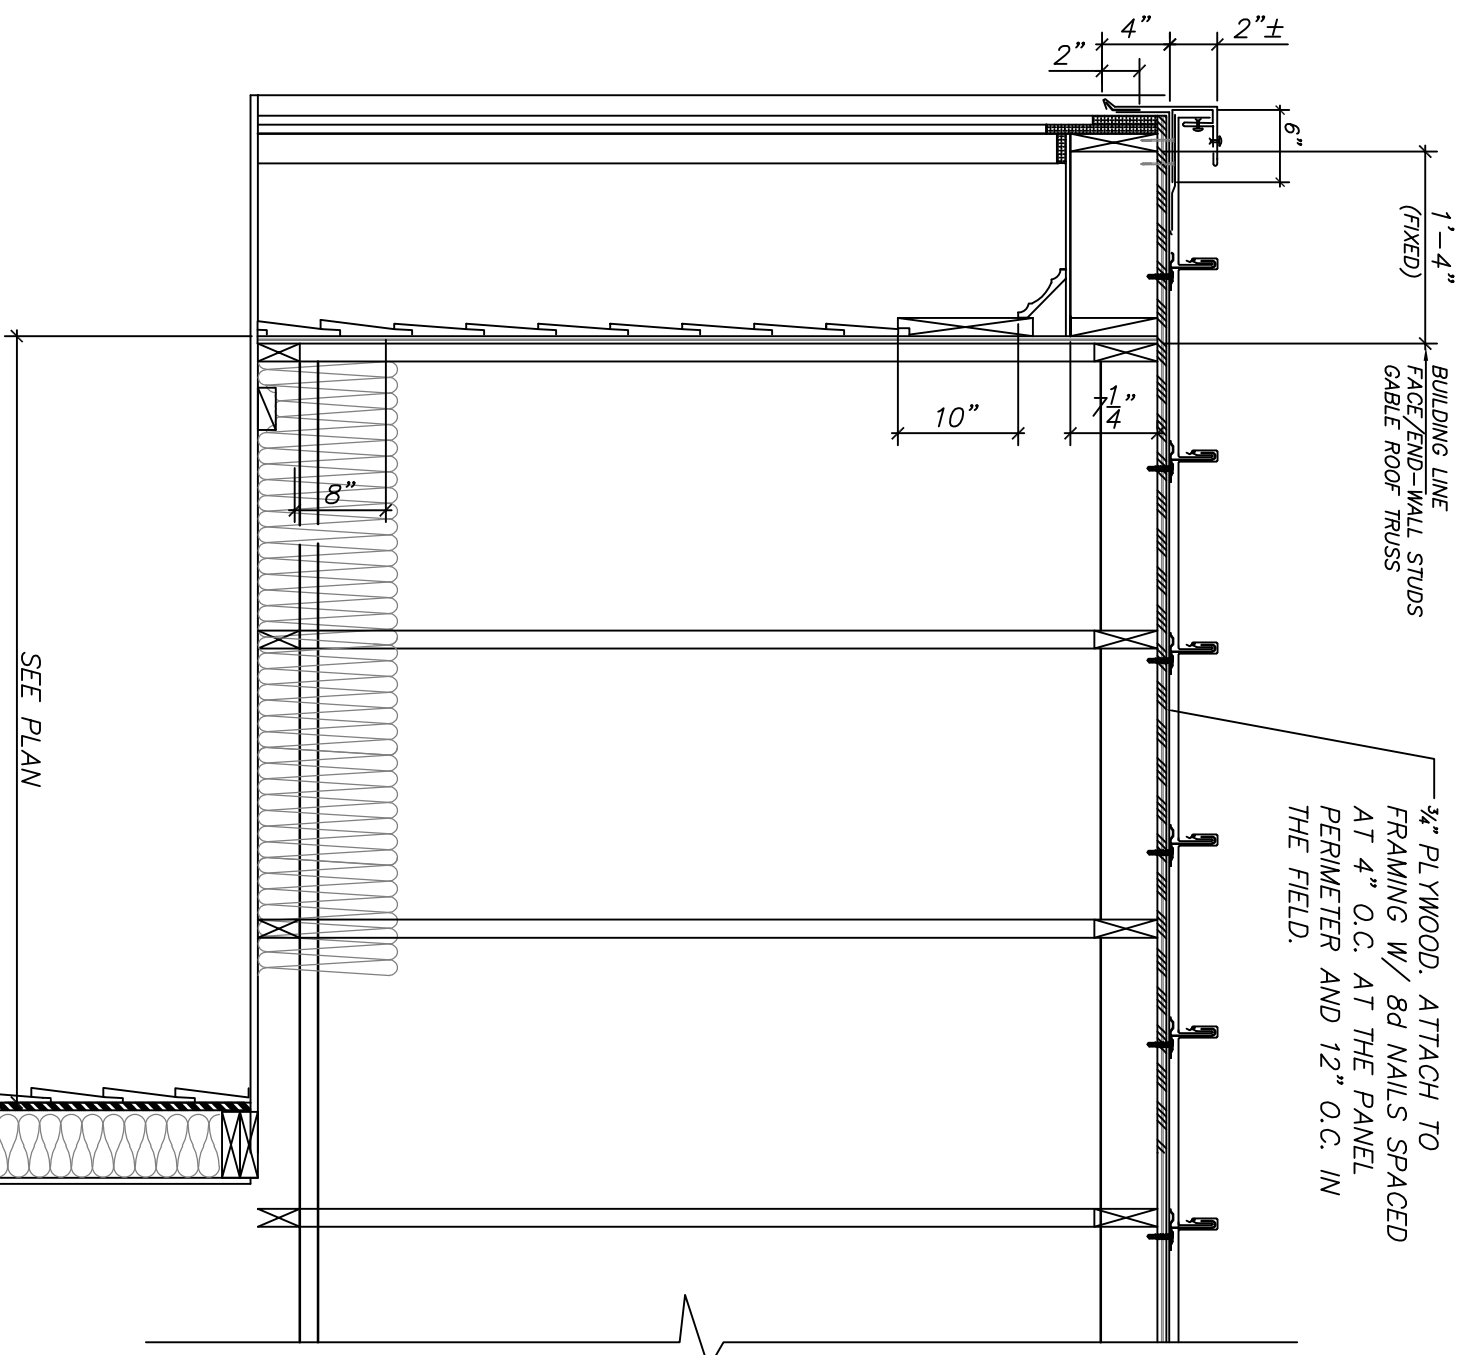 2"±
4"
2"
6"
1'-4"
(FIXED)
BUILDING LINE
FACE/END-WALL STUDS
GABLE ROOF TRUSS
¾" PLYWOOD. ATTACH TO
FRAMING W/ 8d NAILS SPACED
AT 4" O.C. AT THE PANEL
PERIMETER AND 12" O.C. IN
THE FIELD.
7 1/4"
10"
8"
SEE PLAN